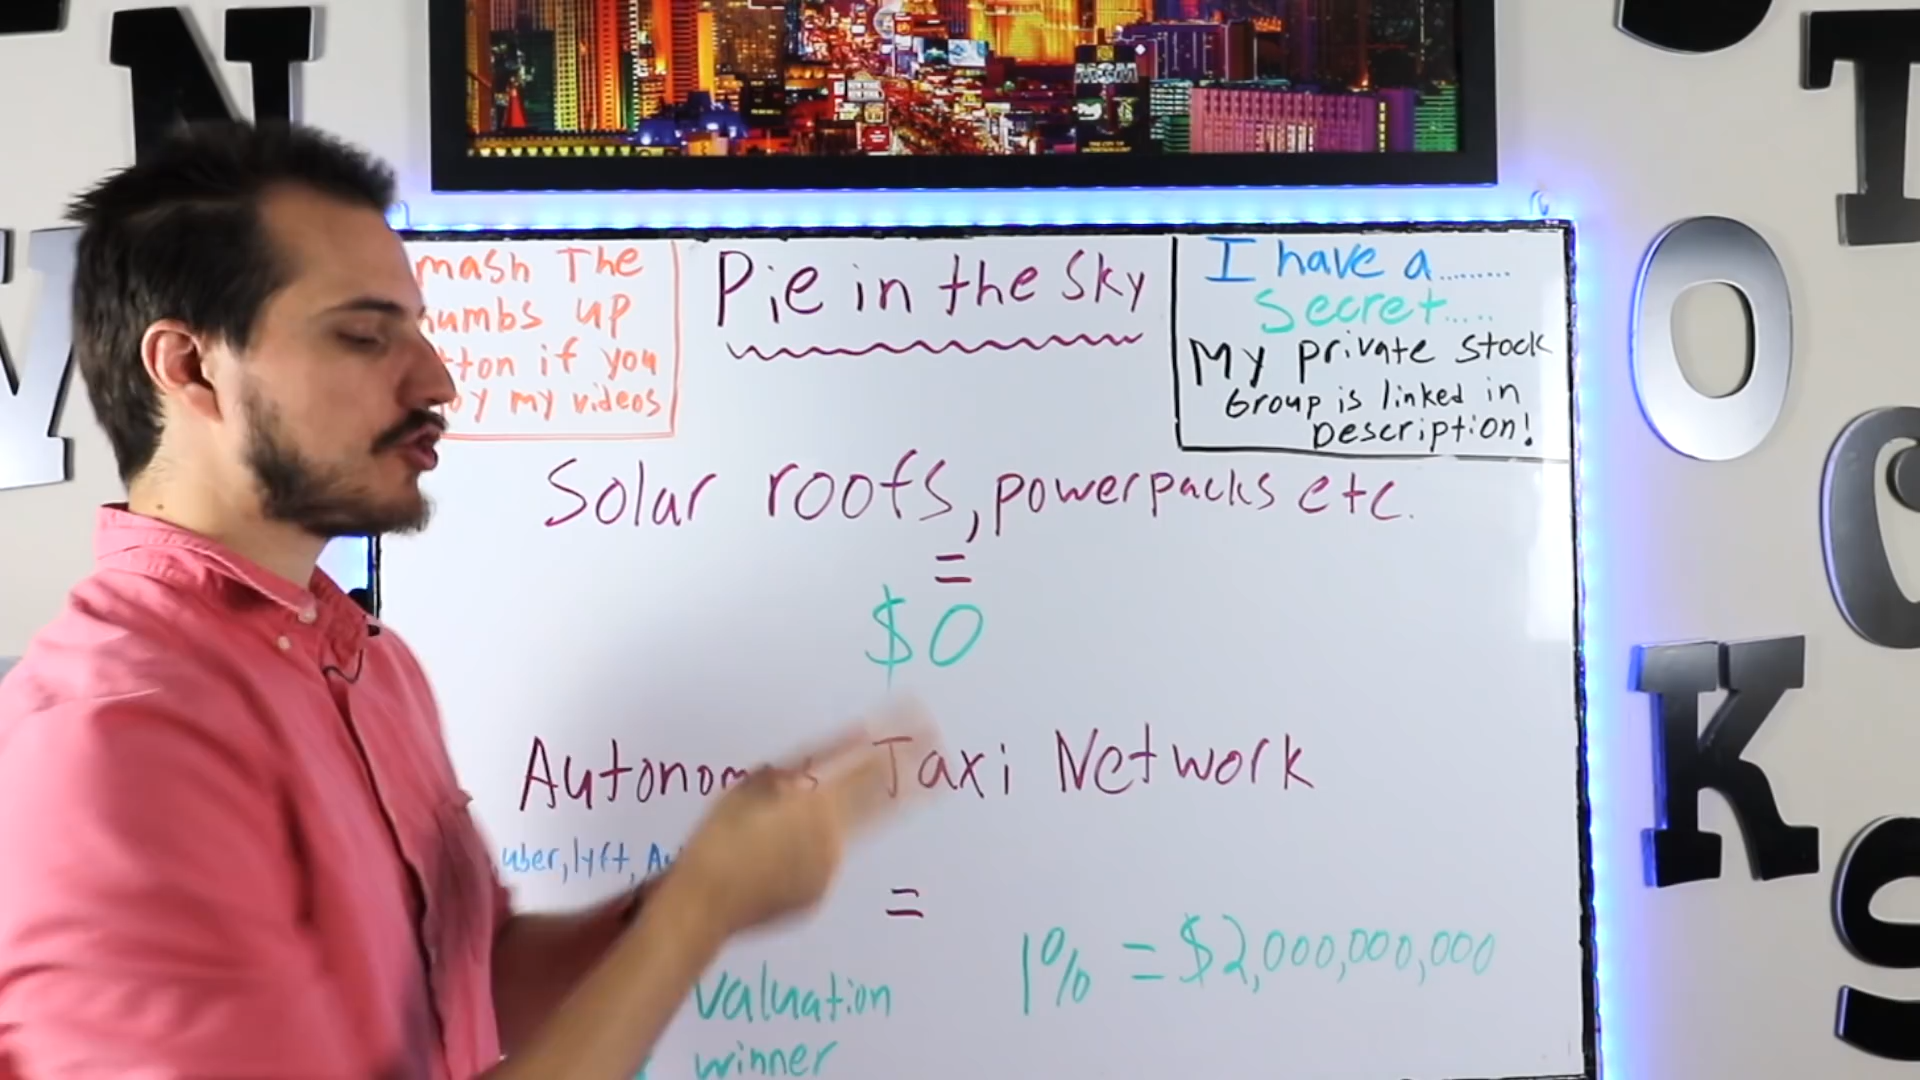 Pie in the Sky
mash The
humbs up
tton if you
oy my videos
I have a.........
Secret.....
My private stock
Group is linked in
Description!
Solar roofs, powerpacks etc.
=
$0
Taxi Network
uber, lyft,
=
1% = $2,000,000,000
valuation
winner
MGM
N
T
O
C
K
S